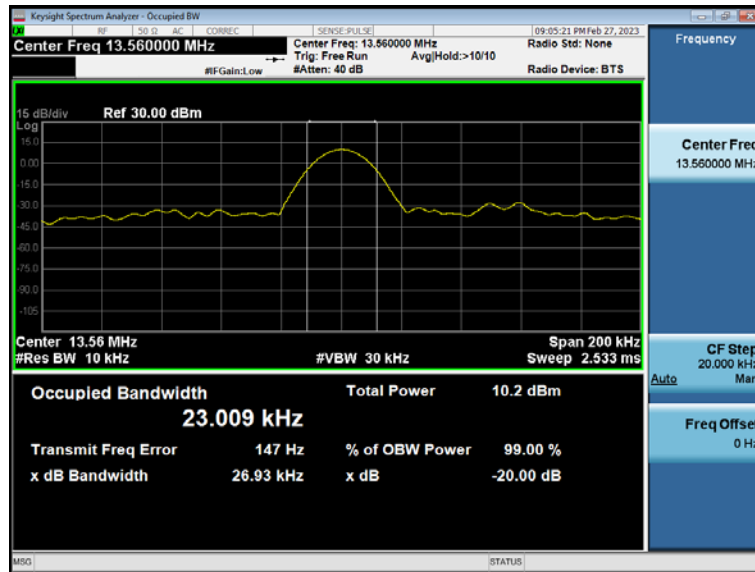 Keysight Spectrum Analyzer - Occupied BW
RF 50 Ω AC CORREC SENSE:PULSE 09:05:21 PM Feb 27, 2023
Center Freq 13.560000 MHz
Center Freq: 13.560000 MHz Radio Std: None
Trig: Free Run Avg|Hold:>10/10
#IFGain:Low #Atten: 40 dB Radio Device: BTS
15 dB/div Ref 30.00 dBm
Log
15.0
0.00
-15.0
-30.0
-45.0
-60.0
-75.0
-90.0
-105
Center 13.56 MHz Span 200 kHz
#Res BW 10 kHz #VBW 30 kHz Sweep 2.533 ms
Occupied Bandwidth Total Power 10.2 dBm
23.009 kHz
Transmit Freq Error 147 Hz % of OBW Power 99.00 %
x dB Bandwidth 26.93 kHz x dB -20.00 dB
MSG STATUS
Frequency
Center Freq
13.560000 MHz
CF Step
20.000 kHz
Auto Man
Freq Offset
0 Hz